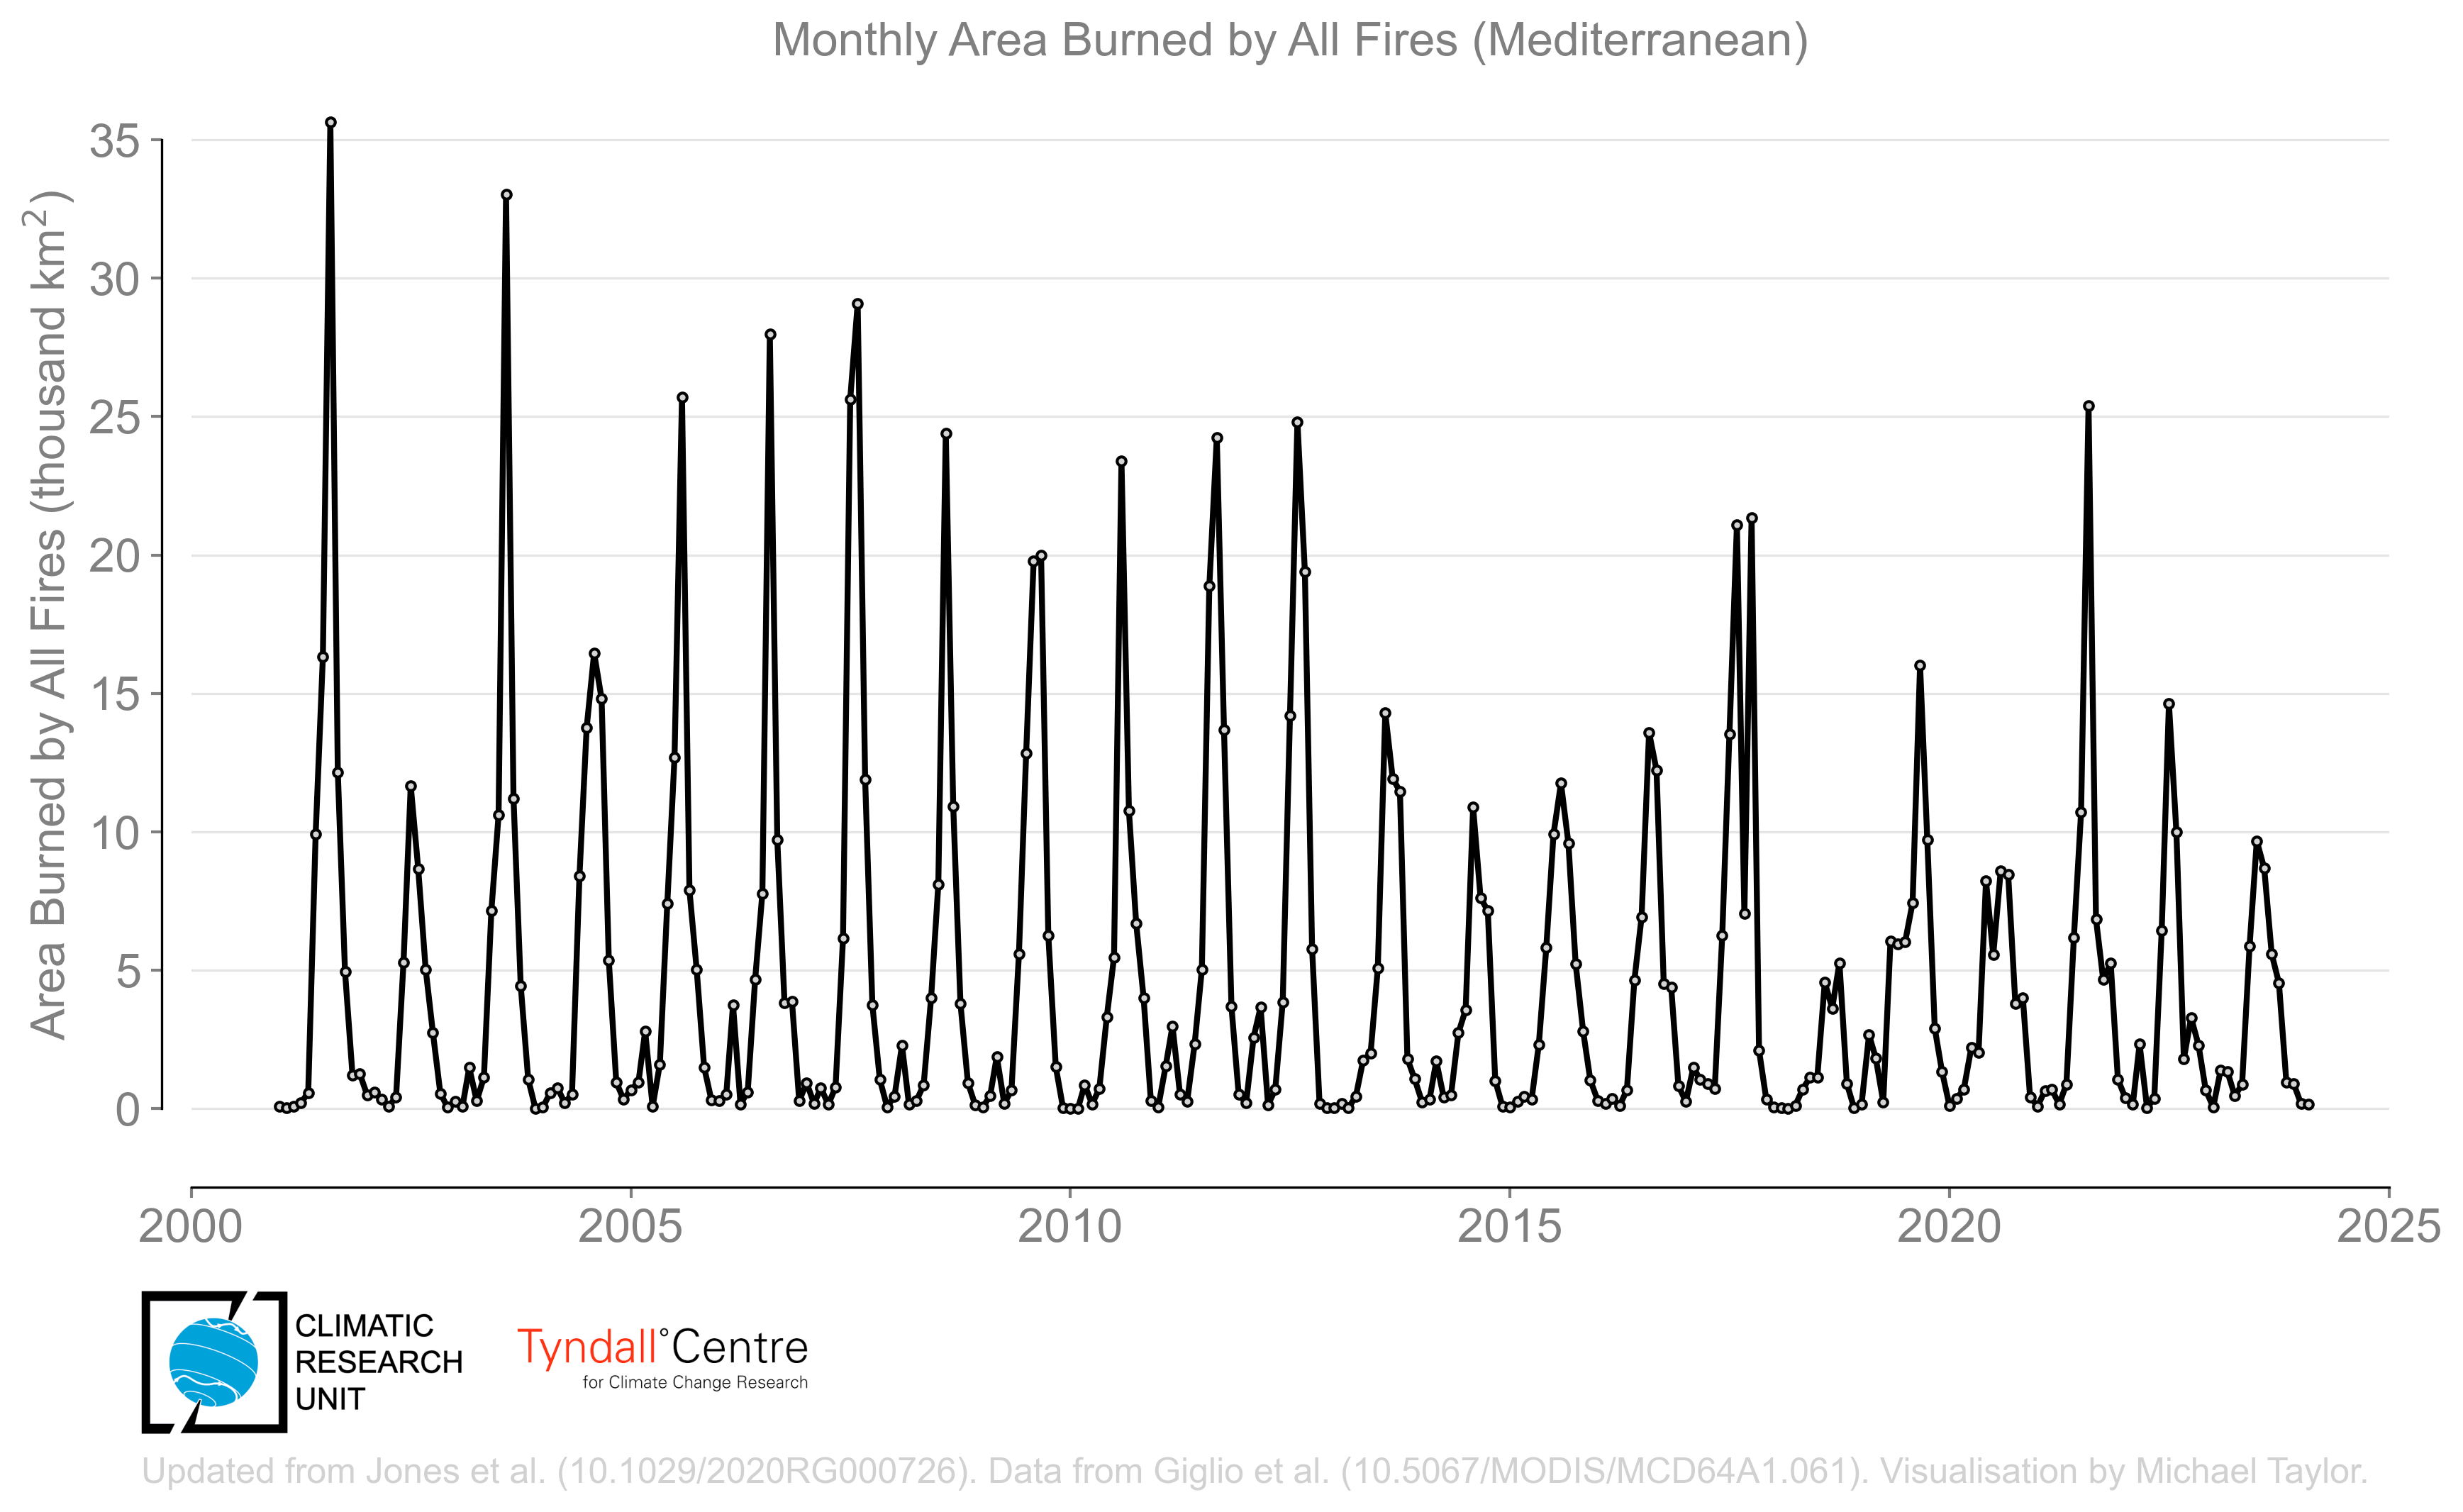 Monthly Area Burned by All Fires (Mediterranean)
Area Burned by All Fires (thousand km²)
35
30
25
20
15
10
5
0
2000 2005 2010 2015 2020 2025
CLIMATIC
RESEARCH
UNIT
Tyndall°Centre
for Climate Change Research
Updated from Jones et al. (10.1029/2020RG000726). Data from Giglio et al. (10.5067/MODIS/MCD64A1.061). Visualisation by Michael Taylor.